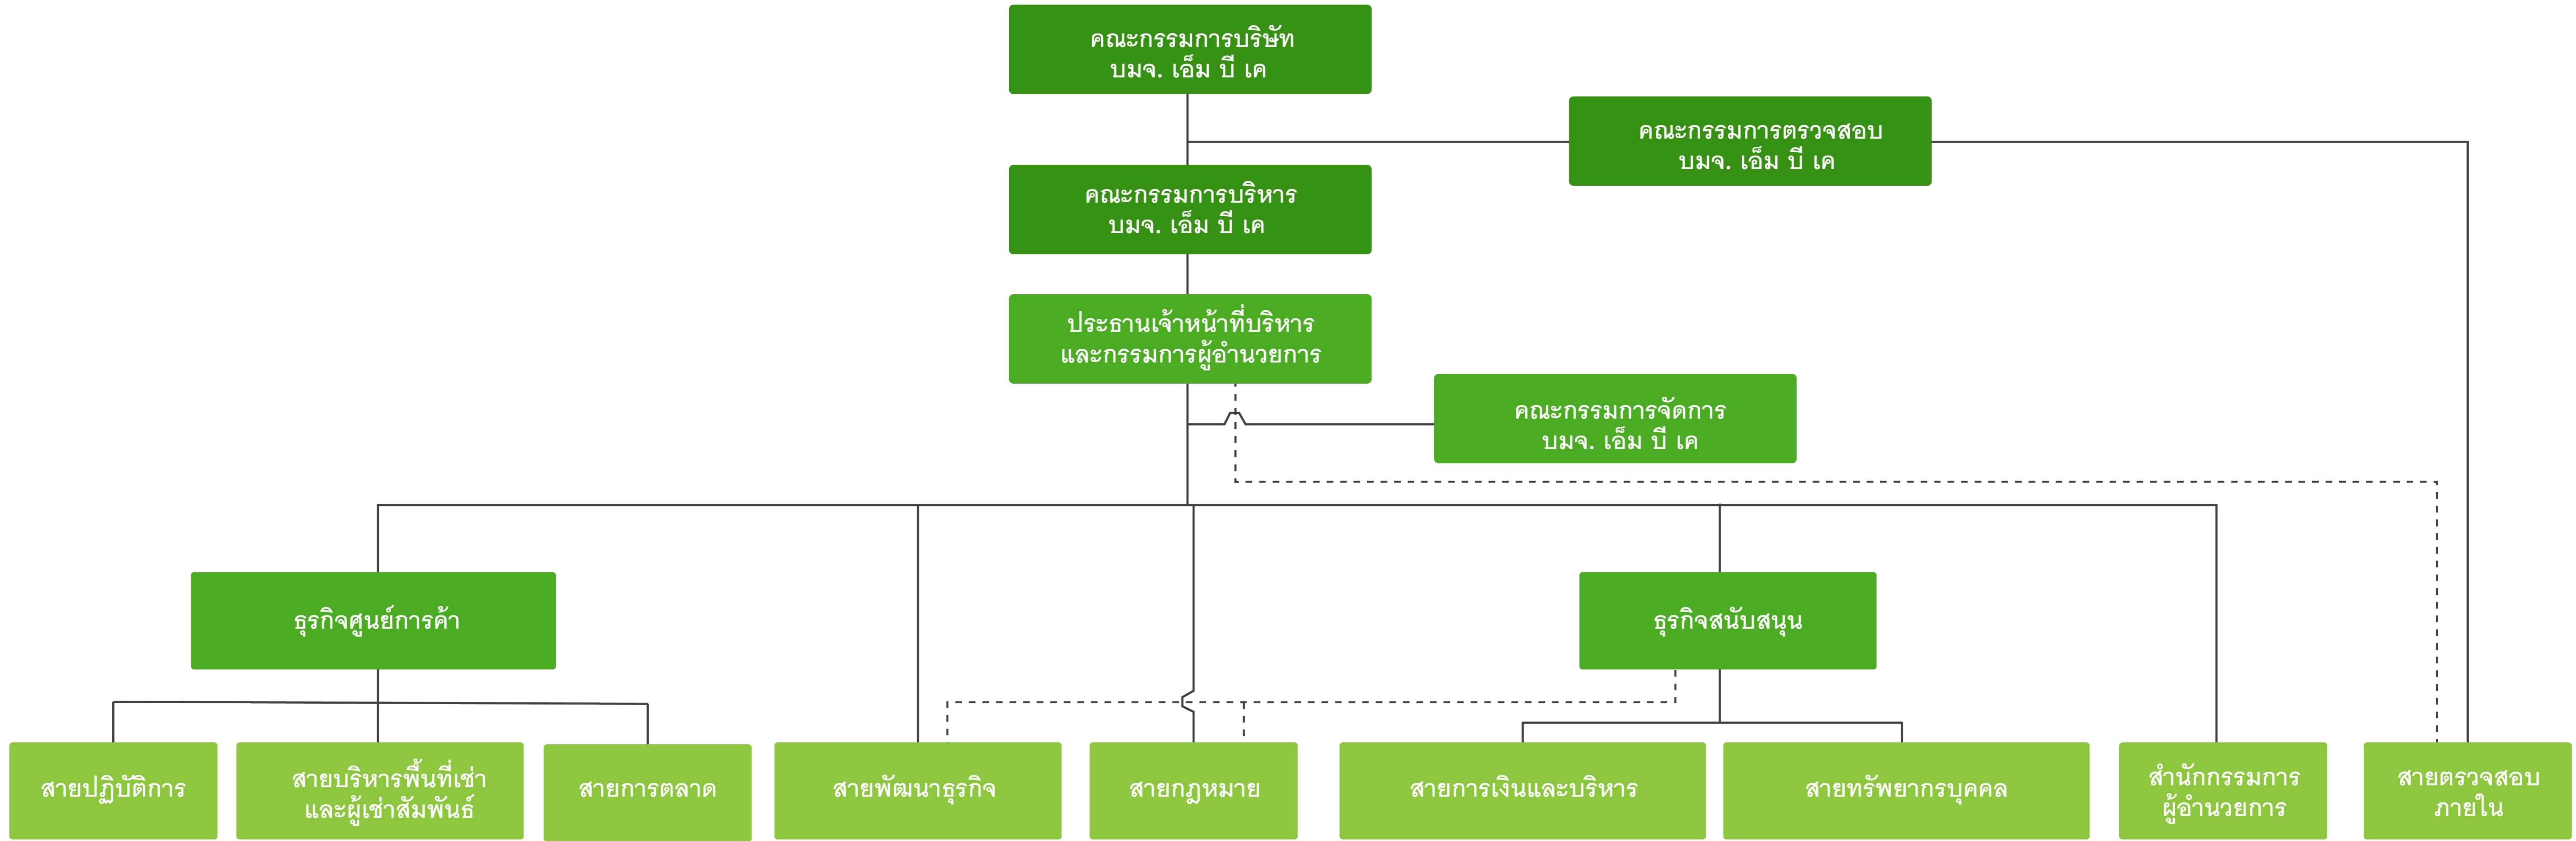 คณะกรรมการบริษัท
บมจ. เอ็ม บี เค
คณะกรรมการตรวจสอบ
บมจ. เอ็ม บี เค
คณะกรรมการบริหาร
บมจ. เอ็ม บี เค
ประธานเจ้าหน้าที่บริหาร
และกรรมการผู้อำนวยการ
คณะกรรมการจัดการ
บมจ. เอ็ม บี เค
ธุรกิจศูนย์การค้า
ธุรกิจสนับสนุน
สายปฏิบัติการ
สายบริหารพื้นที่เช่า
และผู้เช่าสัมพันธ์
สายการตลาด
สายพัฒนาธุรกิจ
สายกฎหมาย
สายการเงินและบริหาร
สายทรัพยากรบุคคล
สำนักกรรมการ
ผู้อำนวยการ
สายตรวจสอบ
ภายใน